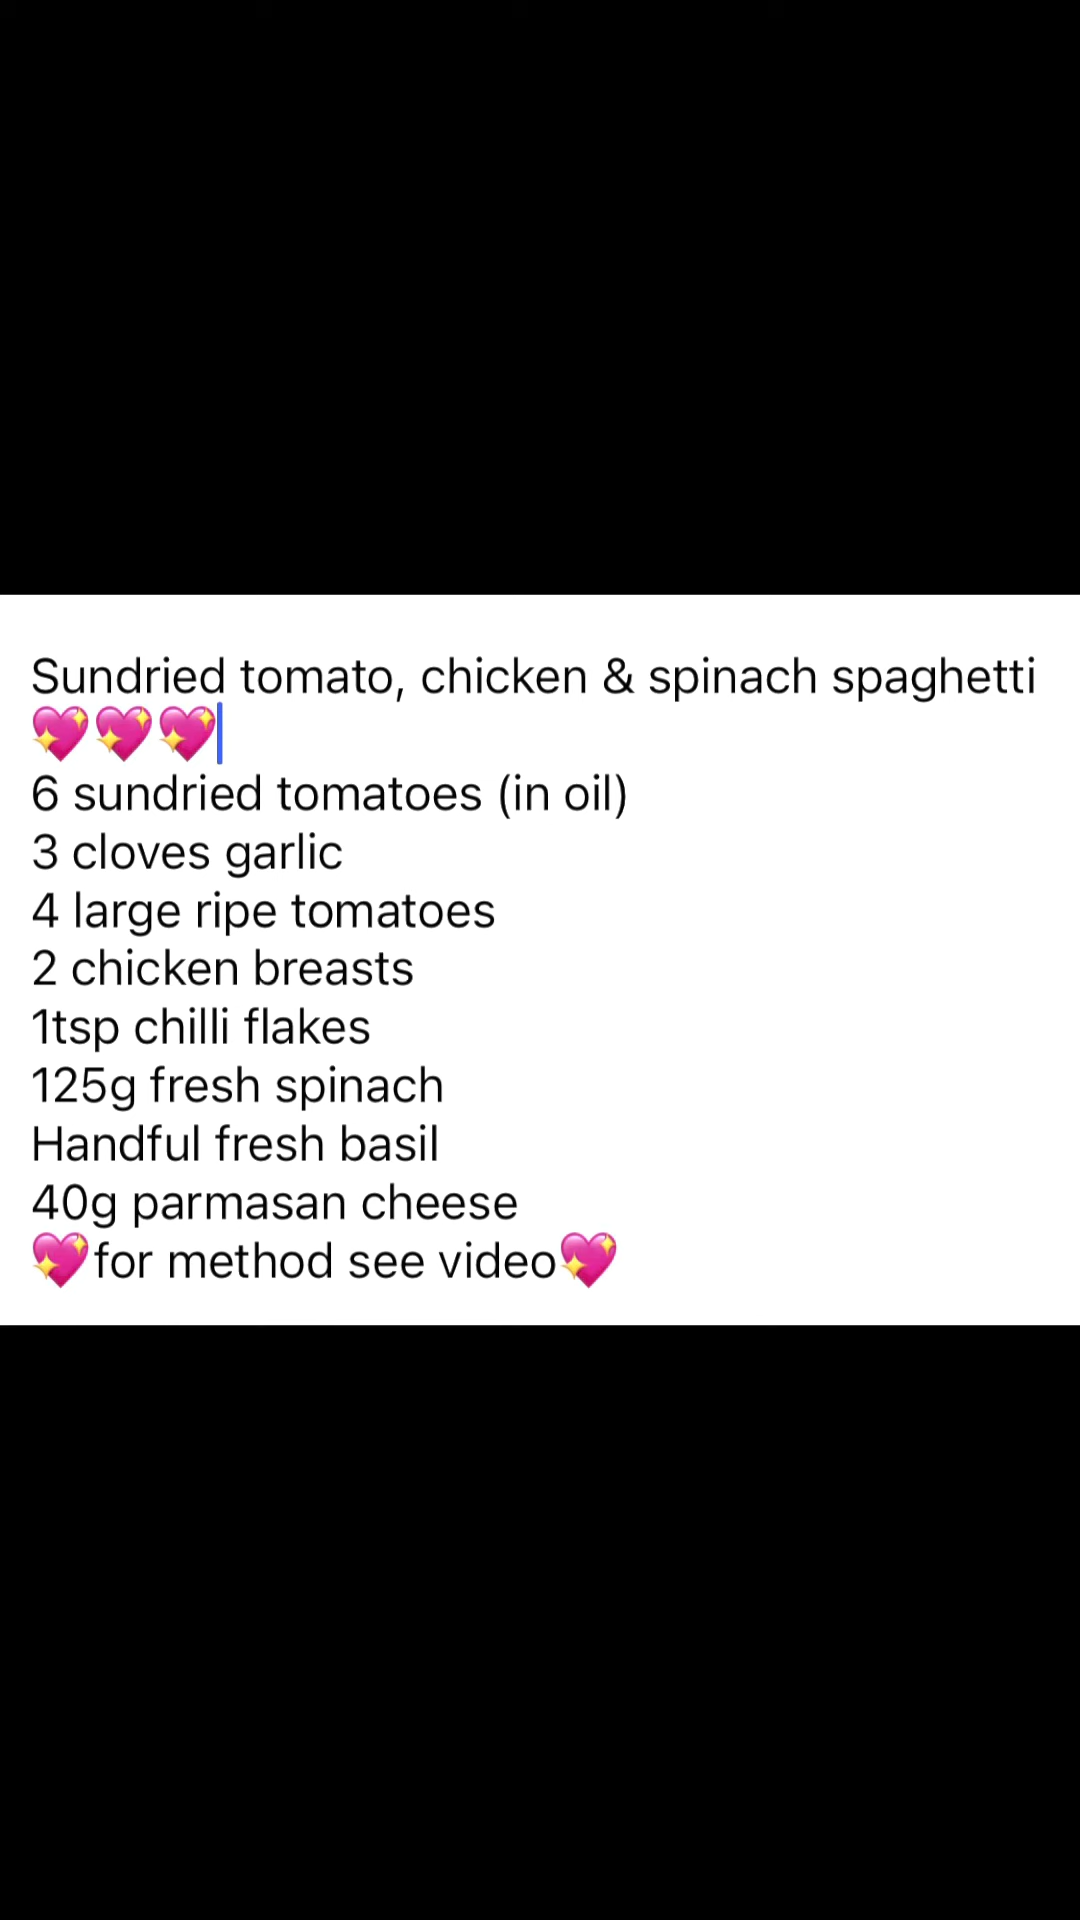 Sundried tomato, chicken & spinach spaghetti
💖💖💖
6 sundried tomatoes (in oil)
3 cloves garlic
4 large ripe tomatoes
2 chicken breasts
1tsp chilli flakes
125g fresh spinach
Handful fresh basil
40g parmasan cheese
💖for method see video💖